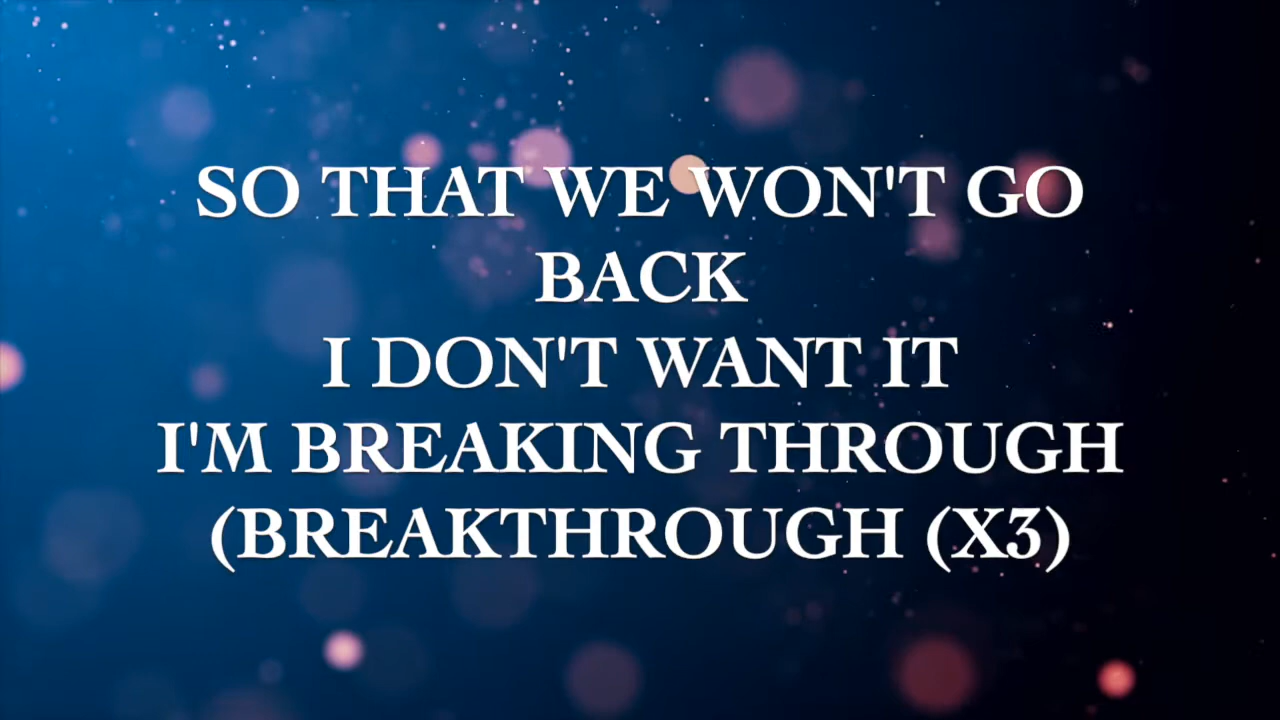 SO THAT WE WON'T GO
BACK
I DON'T WANT IT
I'M BREAKING THROUGH
(BREAKTHROUGH (X3)